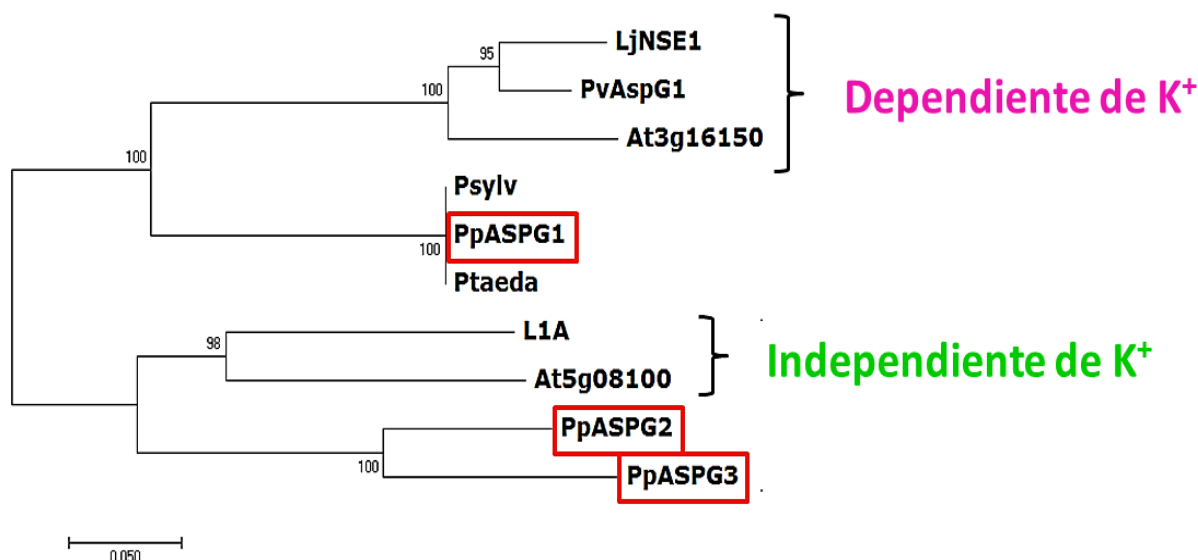 LjNSE1
95
PvAspG1
Dependiente de K+
100
At3g16150
100
Psylv
PpASPG1
100
Ptaeda
L1A
98
Independiente de K+
At5g08100
PpASPG2
100
PpASPG3
0.050